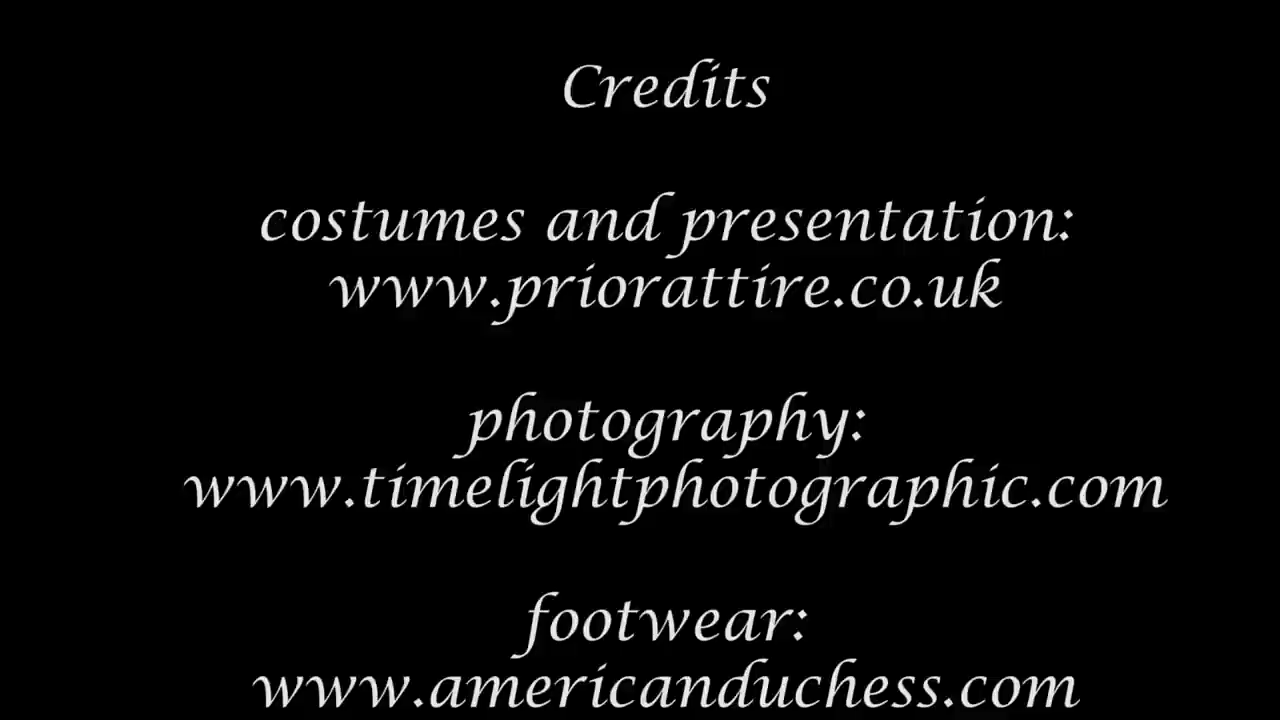 Credits
costumes and presentation:
www.priorattire.co.uk
photography:
www.timelightphotographic.com
footwear:
www.americanduchess.com